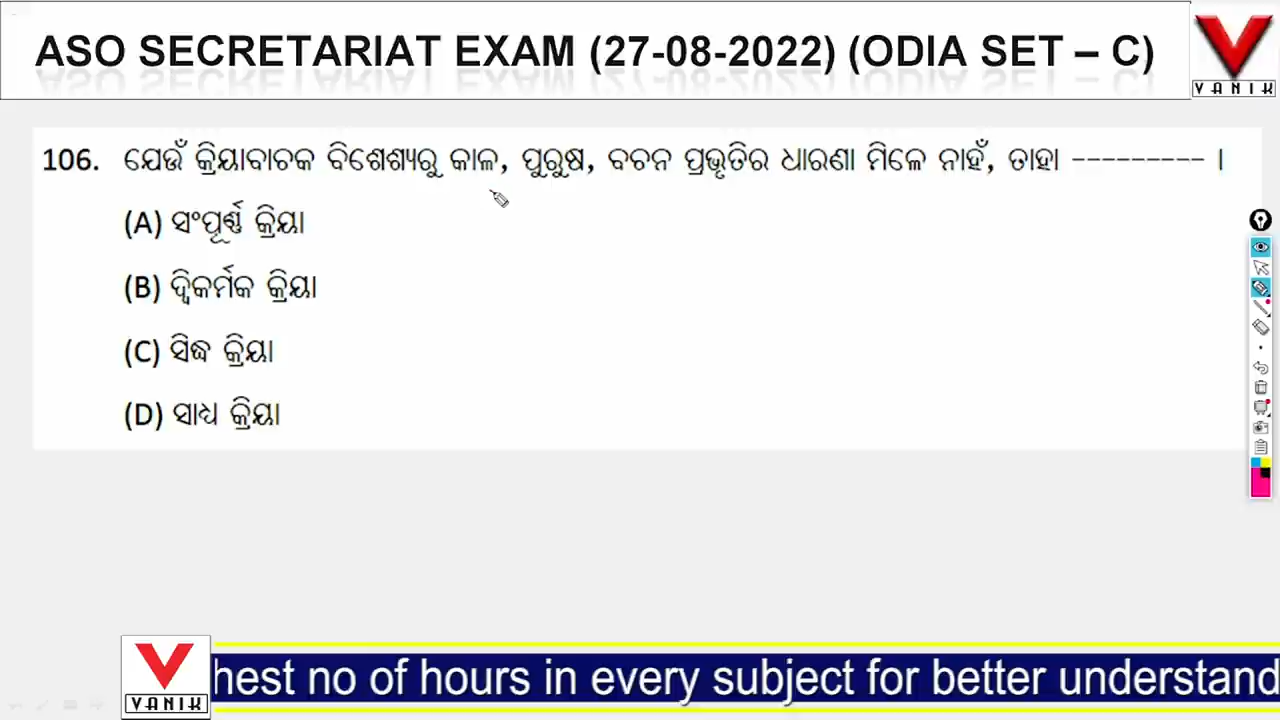 ASO SECRETARIAT EXAM (27-08-2022) (ODIA SET – C)
VANIK
106. ଯେଉଁ କ୍ରିୟାବାଚକ ବିଶେଶ୍ୟରୁ କାଳ, ପୁରୁଷ, ବଚନ ପ୍ରଭୃତିର ଧାରଣା ମିଳେ ନାହିଁ, ତାହା --------- ।
(A) ସଂପୂର୍ଣ୍ଣ କ୍ରିୟା
(B) ଦ୍ୱିକର୍ମକ କ୍ରିୟା
(C) ସିଦ୍ଧ କ୍ରିୟା
(D) ସାଧ୍ୟ କ୍ରିୟା
VANIK
hest no of hours in every subject for better understand